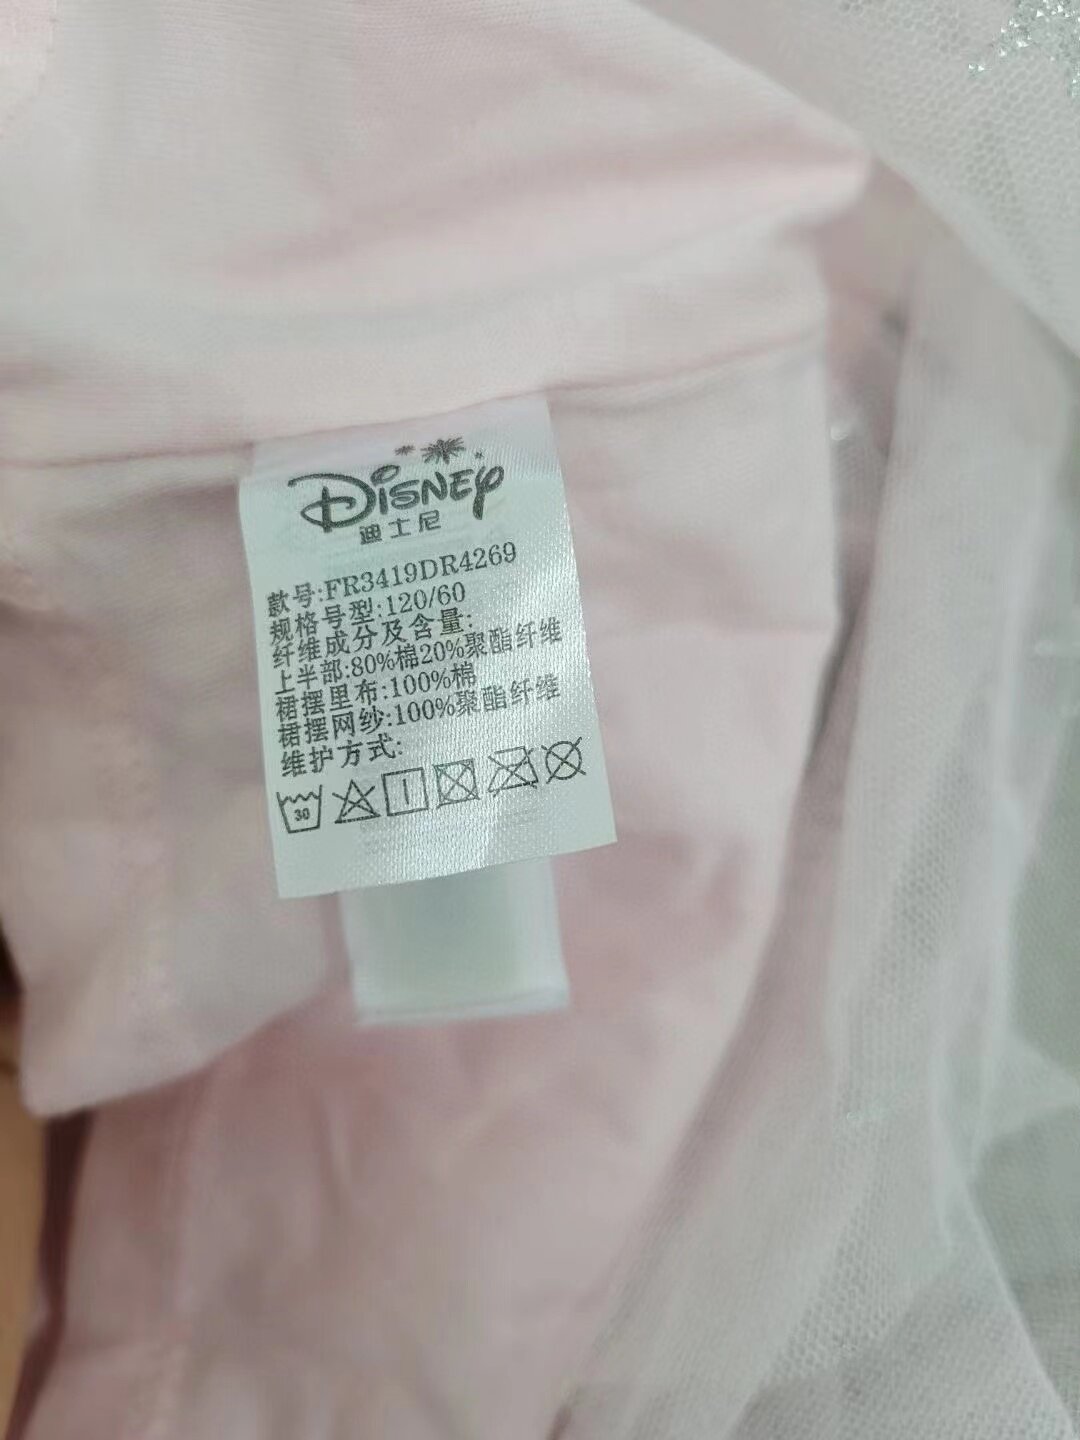 DISNEY
迪士尼
款号:FR3419DR4269
规格号型:120/60
纤维成分及含量:
上半部:80%棉20%聚酯纤维
裙摆里布:100%棉
裙摆网纱:100%聚酯纤维
维护方式:
30